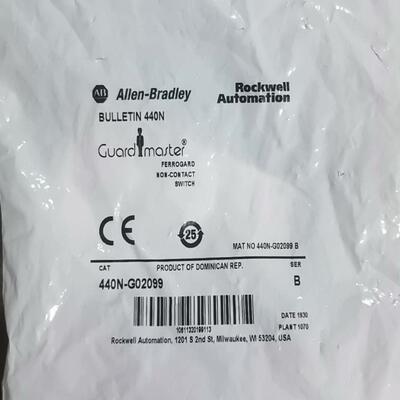 AB Allen-Bradley
Rockwell Automation
BULLETIN 440N
Guardmaster®
FERROGARD
NON-CONTACT
SWITCH
CE
25
MAT NO 440N-G02099 B
CAT
PRODUCT OF DOMINICAN REP.
SER
440N-G02099
B
10611320199113
DATE 1930
PLANT 1070
Rockwell Automation, 1201 S 2nd St, Milwaukee, WI 53204, USA